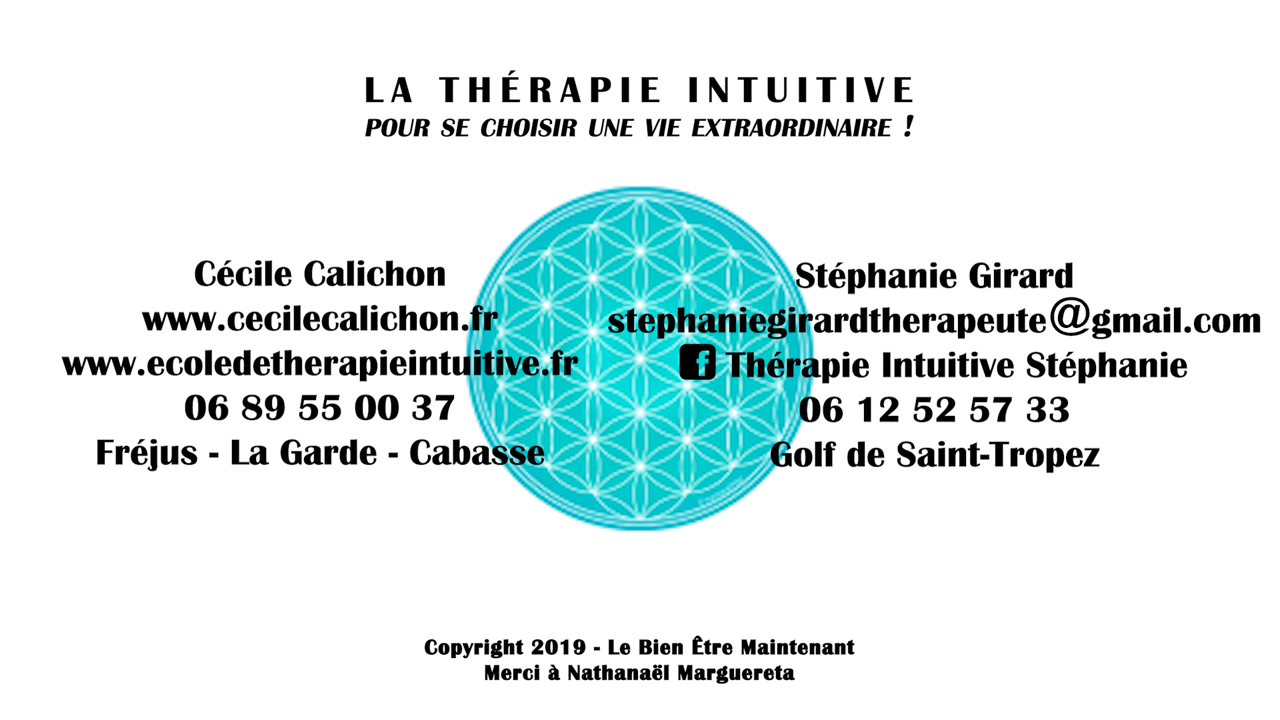 LA THÉRAPIE INTUITIVE
POUR SE CHOISIR UNE VIE EXTRAORDINAIRE !
Cécile Calichon
www.cecilecalichon.fr
www.ecoledetherapieintuitive.fr
06 89 55 00 37
Fréjus - La Garde - Cabasse
Stéphanie Girard
stephaniegirardtherapeute@gmail.com
f Thérapie Intuitive Stéphanie
06 12 52 57 33
Golf de Saint-Tropez
Copyright 2019 - Le Bien Être Maintenant
Merci à Nathanaël Marguereta